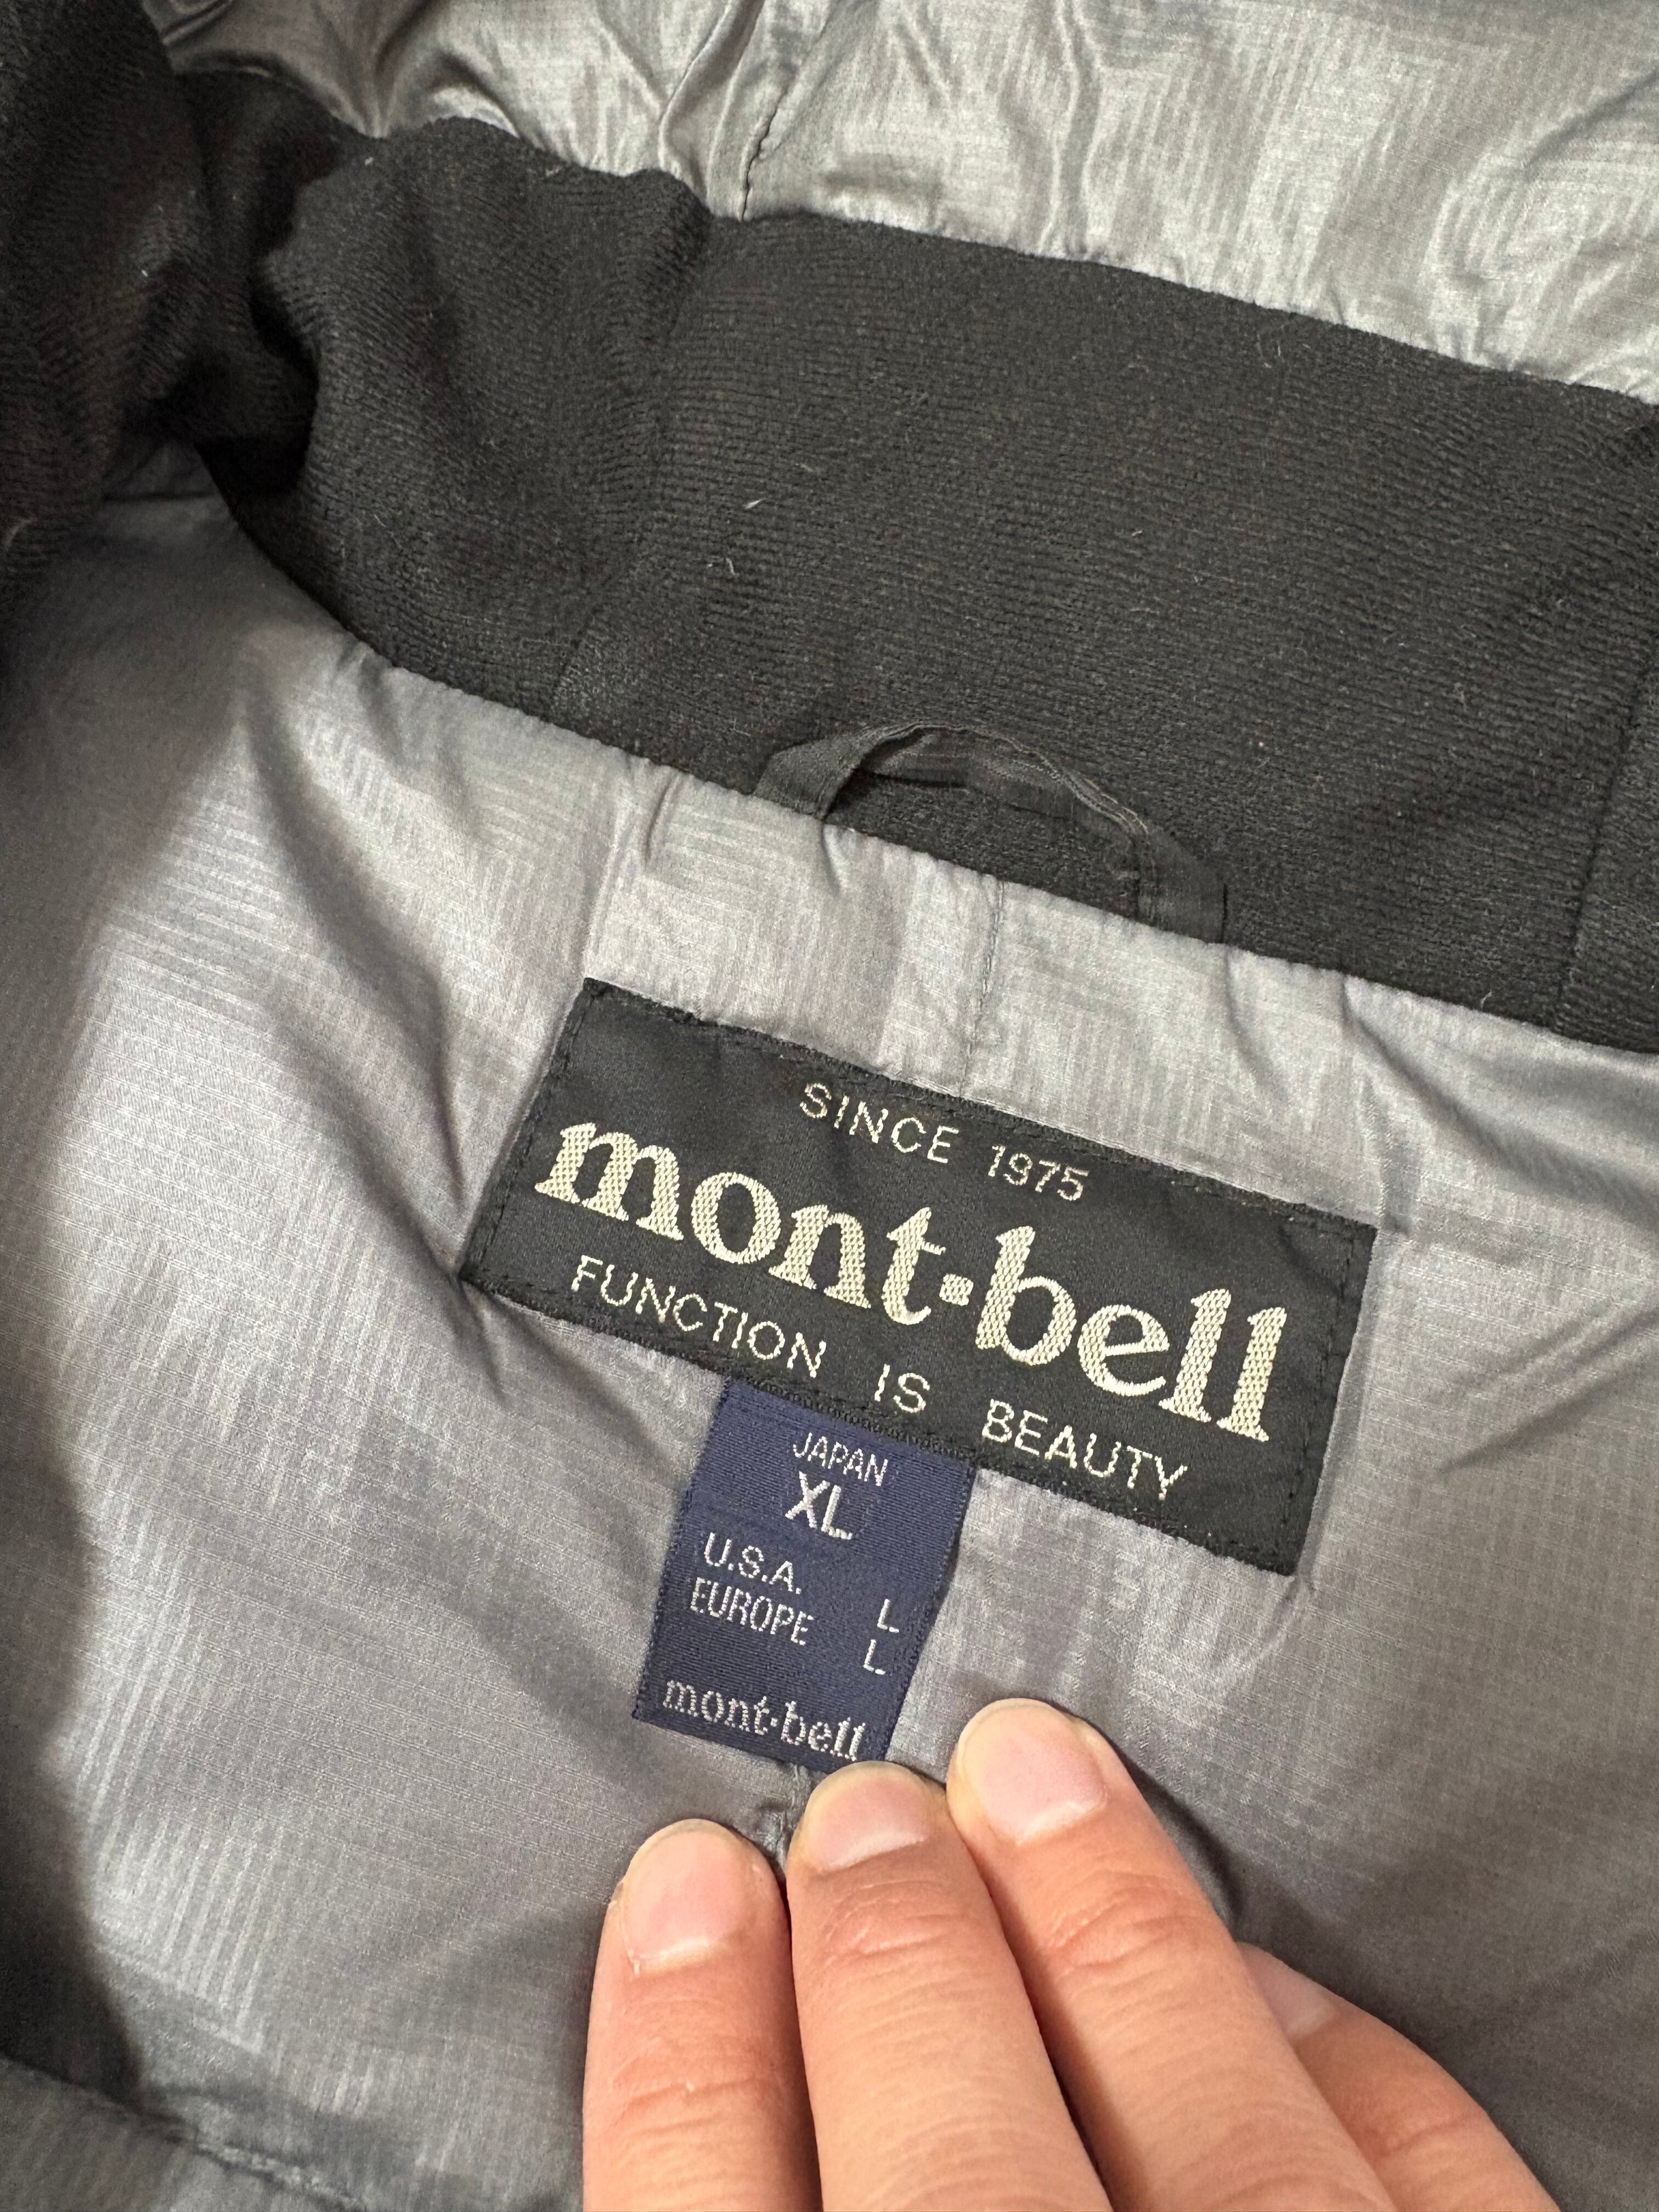 SINCE 1975
mont-bell
FUNCTION IS BEAUTY
JAPAN
XL
U.S.A. L
EUROPE L
mont-bell